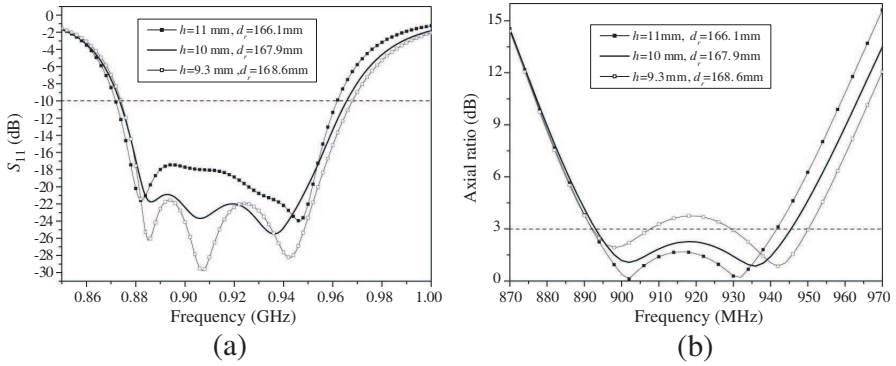 0
-2
-4
-6
-8
-10
-12
-14
-16
-18
-20
-22
-24
-26
-28
-30
S11 (dB)
h=11 mm, dr=166.1mm
h=10 mm, dr=167.9mm
h=9.3 mm ,dr=168.6mm
0.86 0.88 0.90 0.92 0.94 0.96 0.98 1.00
Frequency (GHz)
(a)
15
12
9
6
3
0
Axial ratio (dB)
h=11mm, dr=166.1mm
h=10 mm, dr=167.9mm
h=9.3mm, dr=168.6mm
870 880 890 900 910 920 930 940 950 960 970
Frequency (MHz)
(b)